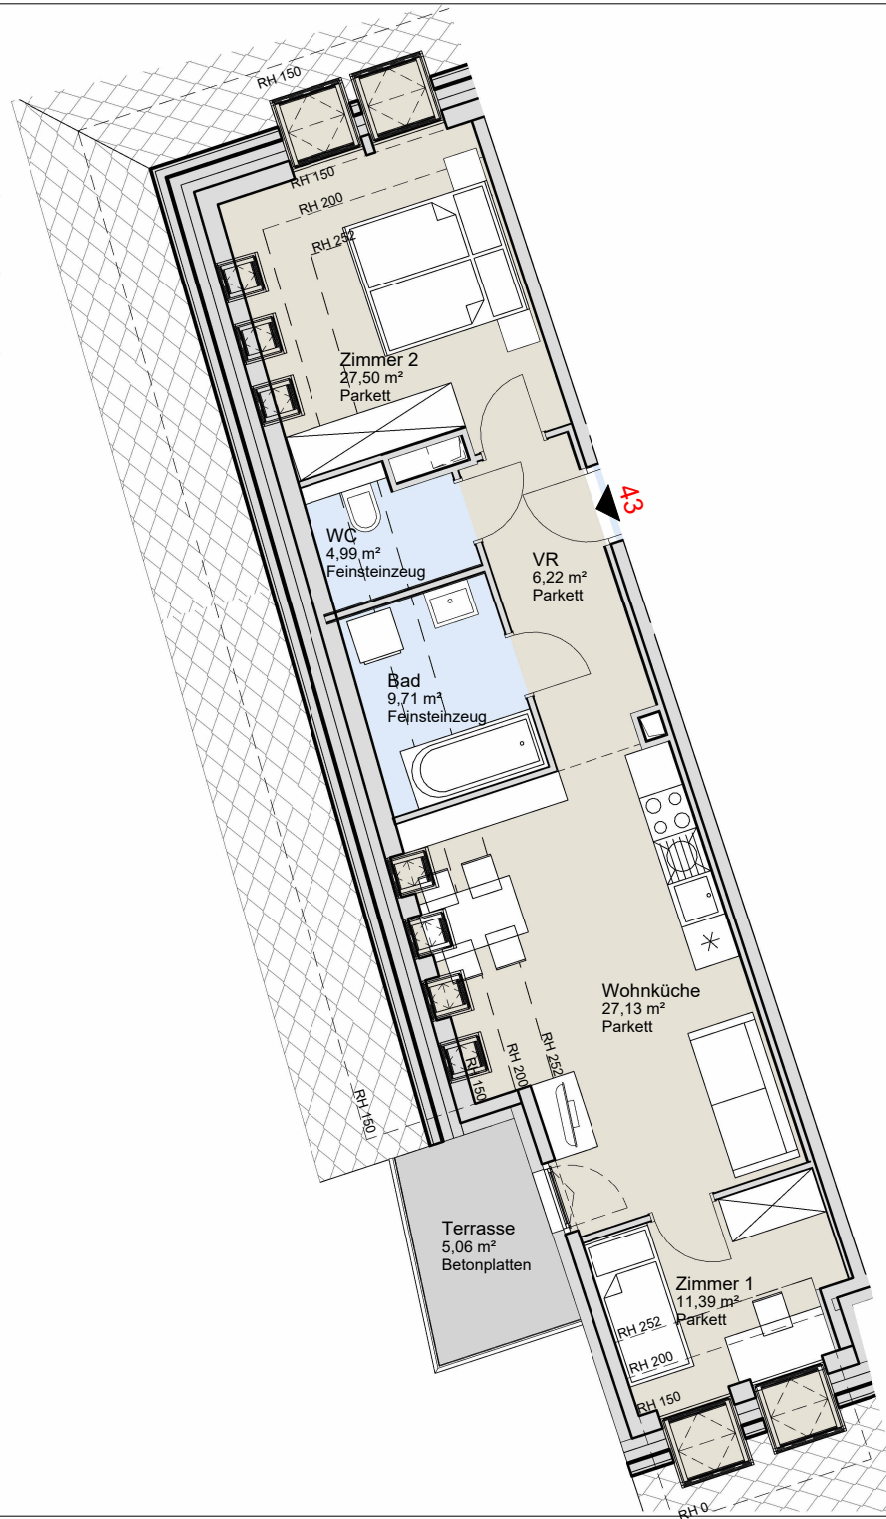 RH 150
RH 150
RH 200
RH 252
Zimmer 2
27,50 m²
Parkett
43
WC
4,99 m²
Feinsteinzeug
VR
6,22 m²
Parkett
Bad
9,71 m²
Feinsteinzeug
Wohnküche
27,13 m²
Parkett
RH 252
RH 200
RH 150
RH 150
Terrasse
5,06 m²
Betonplatten
Zimmer 1
11,39 m²
Parkett
RH 252
RH 200
RH 150
RH 0